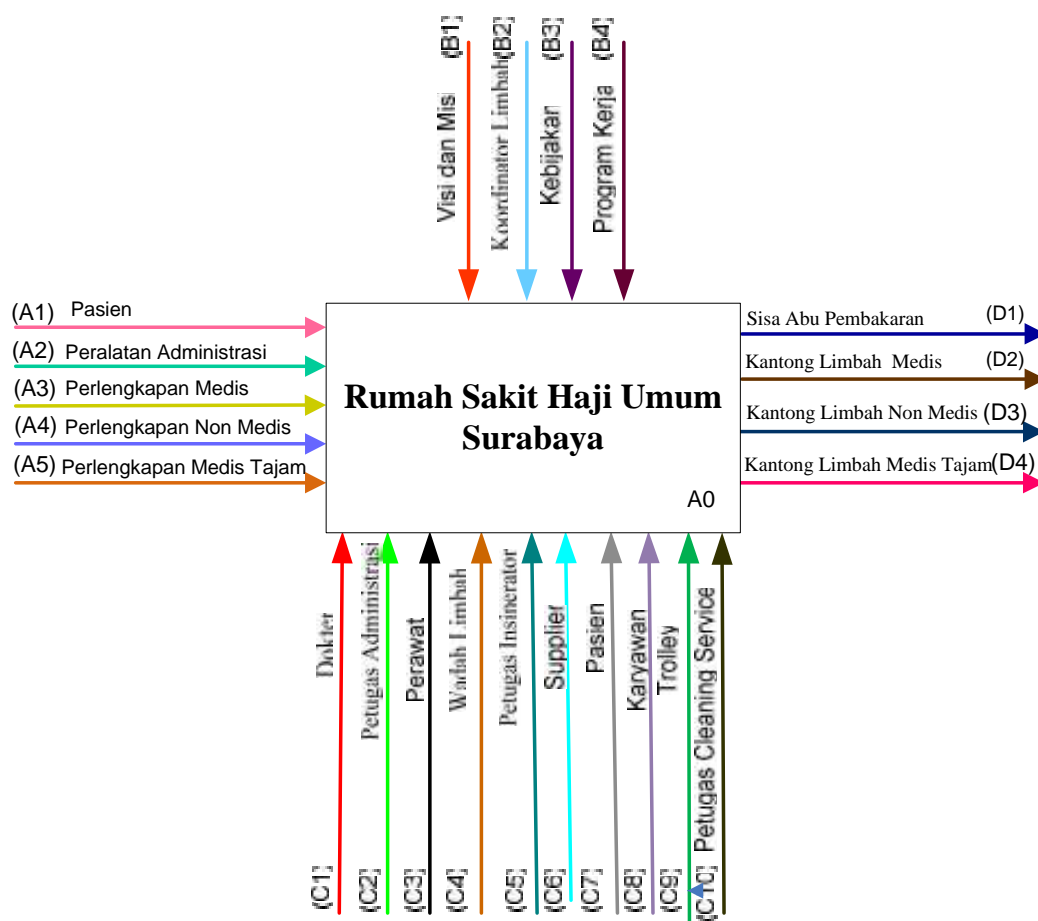 (B1)
(B2)
(B3)
(B4)
Visi dan Misi
Koordinator Limbah
Kebijakan
Program Kerja
(A1) Pasien
(A2) Peralatan Administrasi
(A3) Perlengkapan Medis
(A4) Perlengkapan Non Medis
(A5) Perlengkapan Medis Tajam
Rumah Sakit Haji Umum
Surabaya
A0
Sisa Abu Pembakaran (D1)
Kantong Limbah Medis (D2)
Kantong Limbah Non Medis (D3)
Kantong Limbah Medis Tajam (D4)
(C1) Dokter
(C2) Petugas Administrasi
(C3) Perawat
(C4) Wadah Limbah
(C5) Petugas Insinerator
(C6) Supplier
(C7) Pasien
(C8) Karyawan
(C9) Trolley
(C10) Petugas Cleaning Service